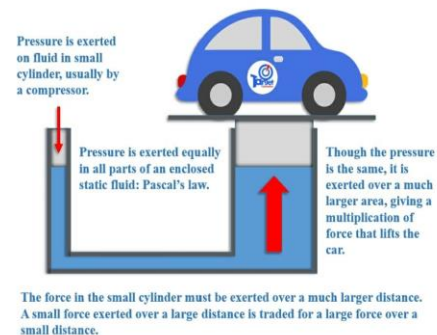 Pressure is exerted
on fluid in small
cylinder, usually by
a compressor.
Pressure is exerted equally
in all parts of an enclosed
static fluid: Pascal's law.
Though the pressure
is the same, it is
exerted over a much
larger area, giving a
multiplication of
force that lifts the
car.
The force in the small cylinder must be exerted over a much larger distance.
A small force exerted over a large distance is traded for a large force over a
small distance.